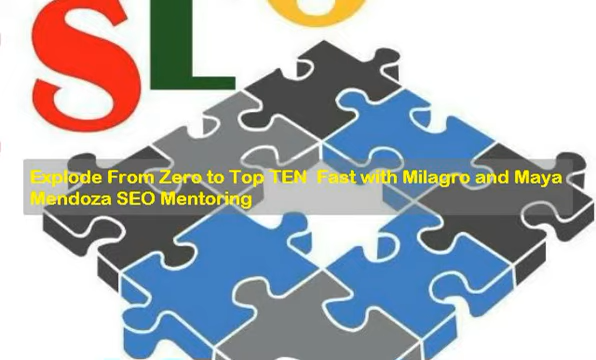 Explode From Zero to Top TEN Fast with Milagro and Maya
Mendoza SEO Mentoring